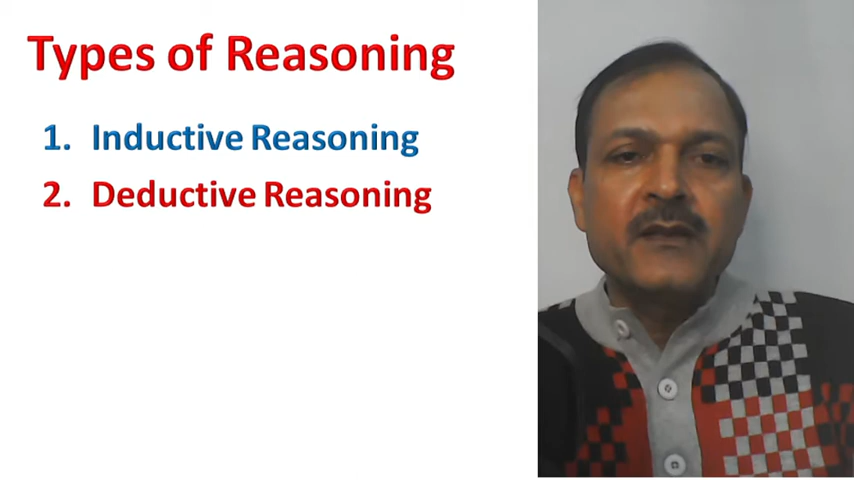 Types of Reasoning
1. Inductive Reasoning
2. Deductive Reasoning